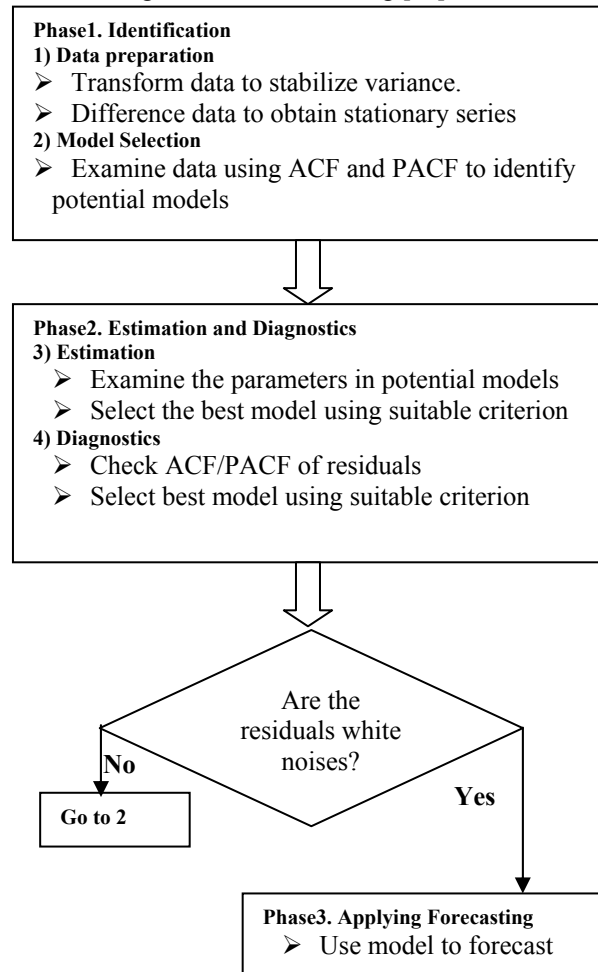 Phase1. Identification
1) Data preparation
➢ Transform data to stabilize variance.
➢ Difference data to obtain stationary series
2) Model Selection
➢ Examine data using ACF and PACF to identify
potential models
Phase2. Estimation and Diagnostics
3) Estimation
➢ Examine the parameters in potential models
➢ Select the best model using suitable criterion
4) Diagnostics
➢ Check ACF/PACF of residuals
➢ Select best model using suitable criterion
Are the
residuals white
noises?
No
Yes
Go to 2
Phase3. Applying Forecasting
➢ Use model to forecast